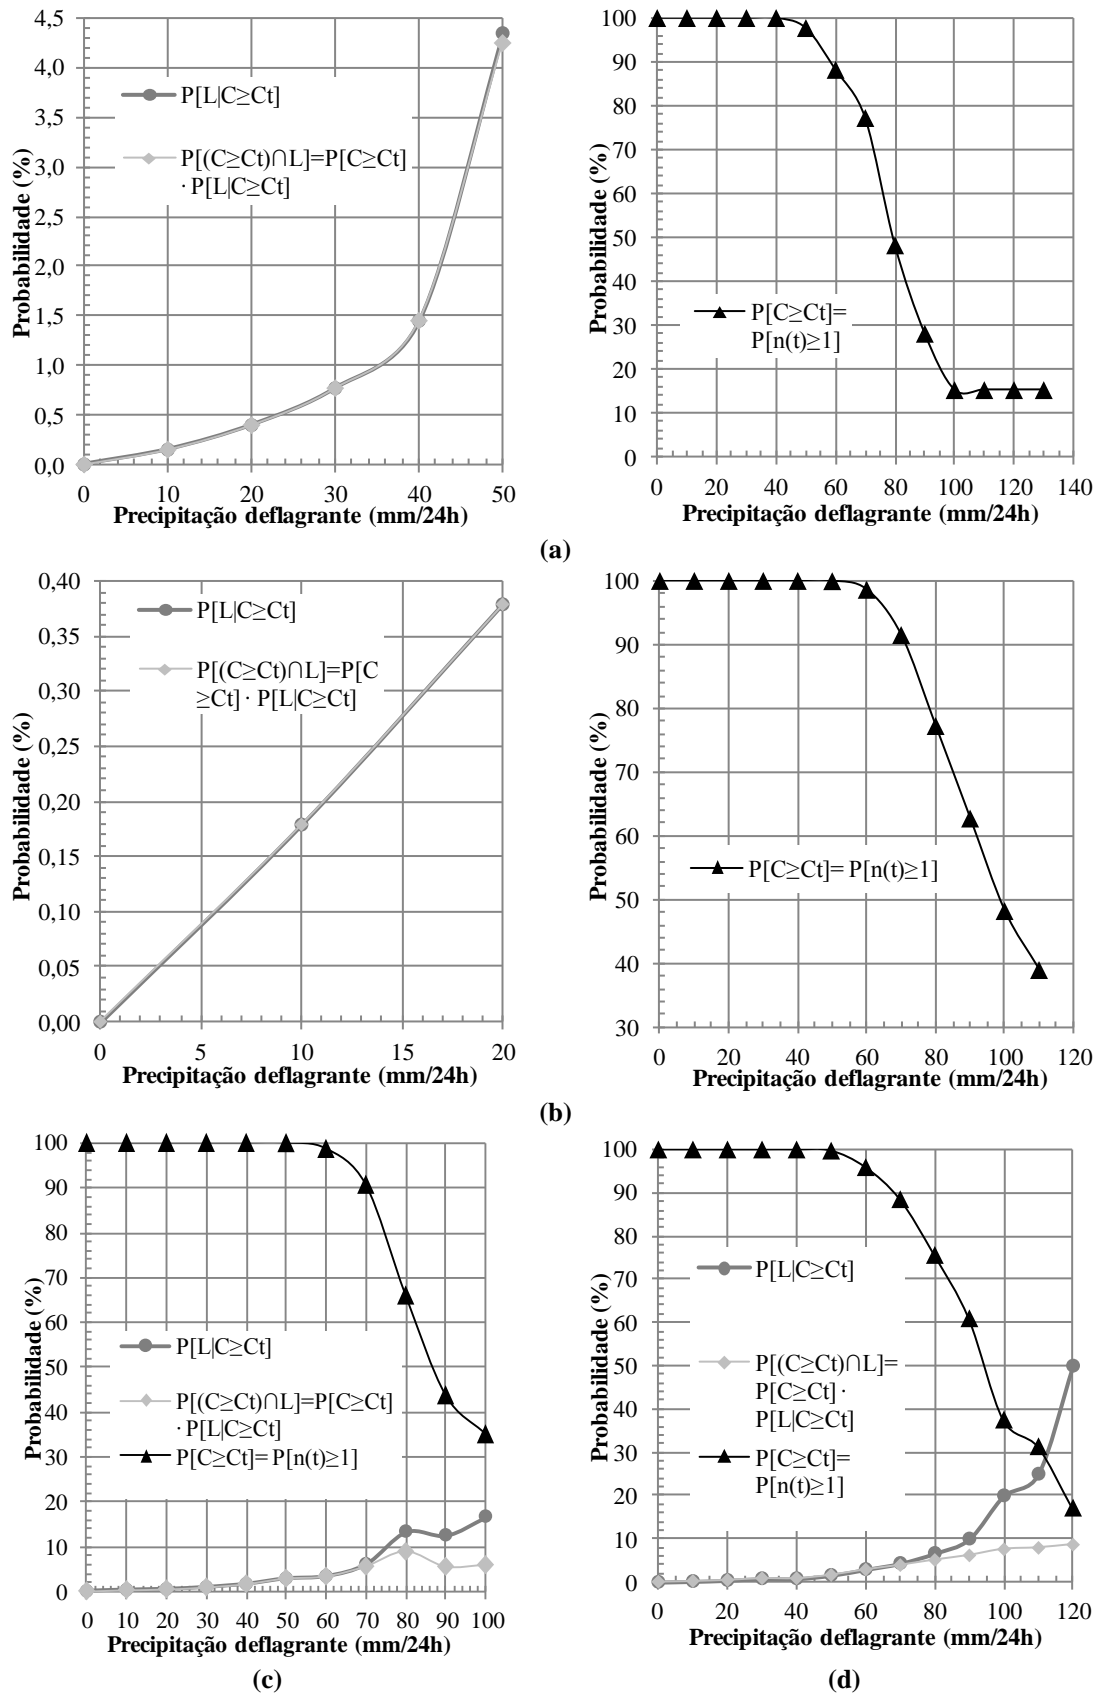 4,5
4,0
3,5
3,0
2,5
2,0
1,5
1,0
0,5
0,0
Probabilidade (%)
P[L|C≥Ct]
P[(C≥Ct)∩L]=P[C≥Ct]
· P[L|C≥Ct]
0 10 20 30 40 50
Precipitação deflagrante (mm/24h)
100
90
80
70
60
50
40
30
20
10
0
Probabilidade (%)
P[C≥Ct]=
P[n(t)≥1]
0 20 40 60 80 100 120 140
Precipitação deflagrante (mm/24h)
(a)
0,40
0,35
0,30
0,25
0,20
0,15
0,10
0,05
0,00
Probabilidade (%)
P[L|C≥Ct]
P[(C≥Ct)∩L]=P[C
≥Ct] · P[L|C≥Ct]
0 5 10 15 20
Precipitação deflagrante (mm/24h)
100
90
80
70
60
50
40
30
Probabilidade (%)
P[C≥Ct]= P[n(t)≥1]
0 20 40 60 80 100 120
Precipitação deflagrante (mm/24h)
(b)
100
90
80
70
60
50
40
30
20
10
0
Probabilidade (%)
P[L|C≥Ct]
P[(C≥Ct)∩L]=P[C≥Ct]
· P[L|C≥Ct]
P[C≥Ct]= P[n(t)≥1]
0 10 20 30 40 50 60 70 80 90 100
Precipitação deflagrante (mm/24h)
(c)
100
90
80
70
60
50
40
30
20
10
0
Probabilidade (%)
P[L|C≥Ct]
P[(C≥Ct)∩L]=
P[C≥Ct] ·
P[L|C≥Ct]
P[C≥Ct]=
P[n(t)≥1]
0 20 40 60 80 100 120
Precipitação deflagrante (mm/24h)
(d)